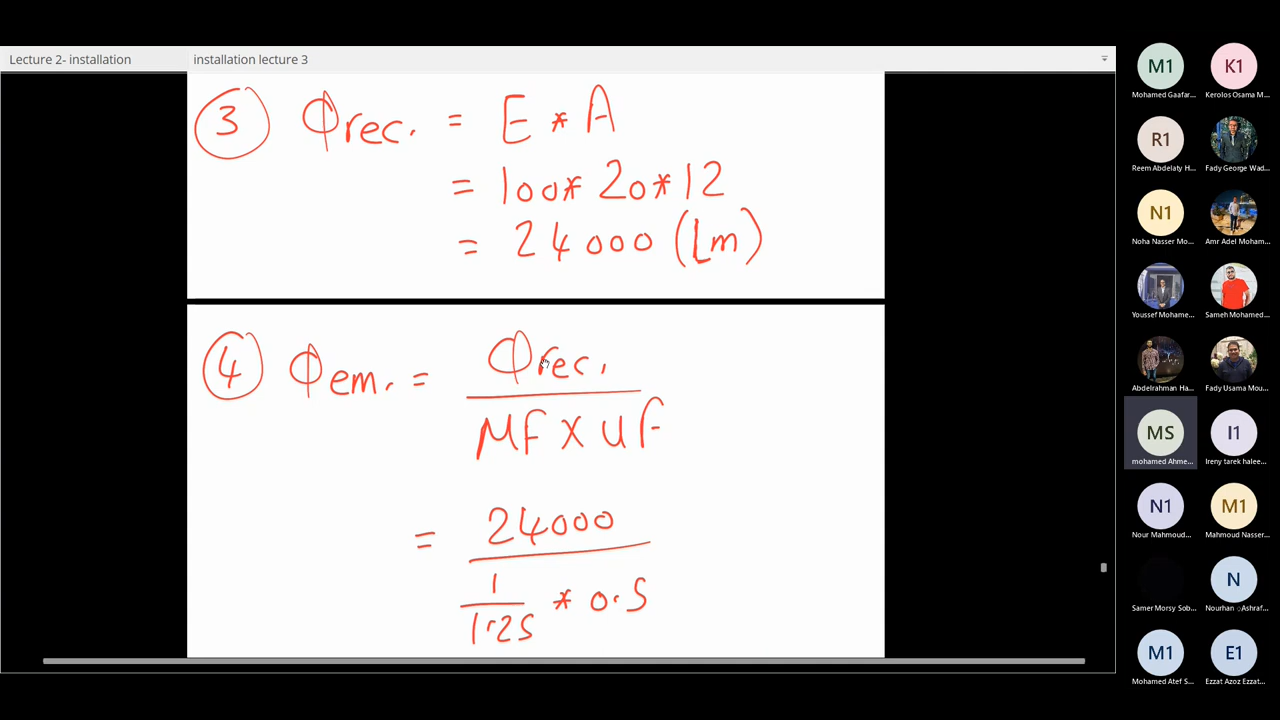 Lecture 2- installation
installation lecture 3
3 Φrec. = E * A
= 100* 20*12
= 24000 (Lm)
4 Φem. = Φrec. / MF X UF
= 24000 / 1/1.25 * 0.5
M1
Mohamed Gaafar...
K1
Kerolos Osama M...
R1
Reem Abdelaty H...
Fady George Wad...
N1
Noha Nasser Mo...
Amr Adel Moham...
Youssef Mohame...
Sameh Mohamed...
Abdelrahman Ha...
Fady Usama Mou...
MS
mohamed Ahme...
I1
Ireny tarek halee...
N1
Nour Mahmoud...
M1
Mahmoud Nasser...
Samer Morsy Sob...
N
Nourhan Ashraf...
M1
Mohamed Atef S...
E1
Ezzat Azoz Ezzat...